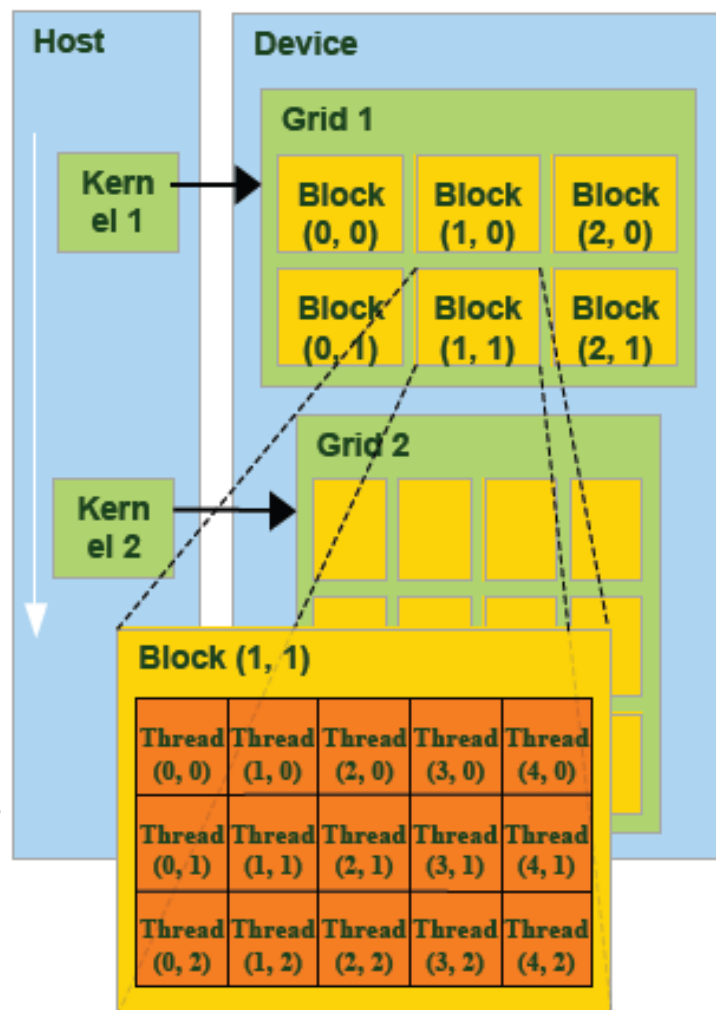 Host
Device
Grid 1
Kern
el 1
Block
(0, 0)
Block
(1, 0)
Block
(2, 0)
Block
(0, 1)
Block
(1, 1)
Block
(2, 1)
Grid 2
Kern
el 2
Block (1, 1)
Thread
(0, 0)
Thread
(1, 0)
Thread
(2, 0)
Thread
(3, 0)
Thread
(4, 0)
Thread
(0, 1)
Thread
(1, 1)
Thread
(2, 1)
Thread
(3, 1)
Thread
(4, 1)
Thread
(0, 2)
Thread
(1, 2)
Thread
(2, 2)
Thread
(3, 2)
Thread
(4, 2)